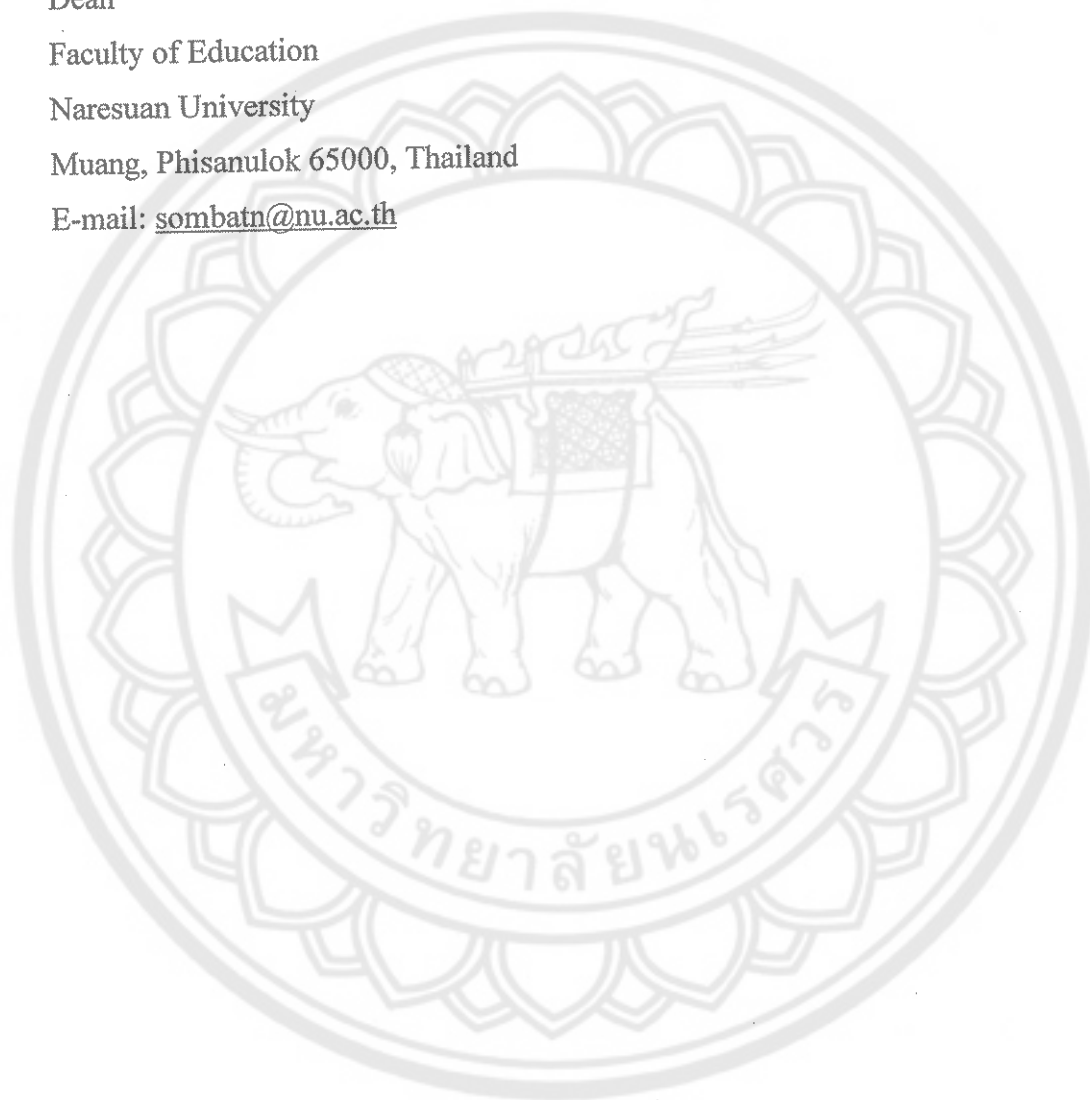 Dean
Faculty of Education
Naresuan University
Muang, Phisanulok 65000, Thailand
E-mail: sombatn@nu.ac.th
มหาวิทยาลัยนเรศวร